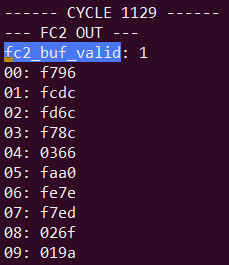 ------ CYCLE 1129 ------
--- FC2 OUT ---
fc2_buf_valid: 1
00: f796
01: fcdc
02: fd6c
03: f78c
04: 0366
05: faa0
06: fe7e
07: f7ed
08: 026f
09: 019a